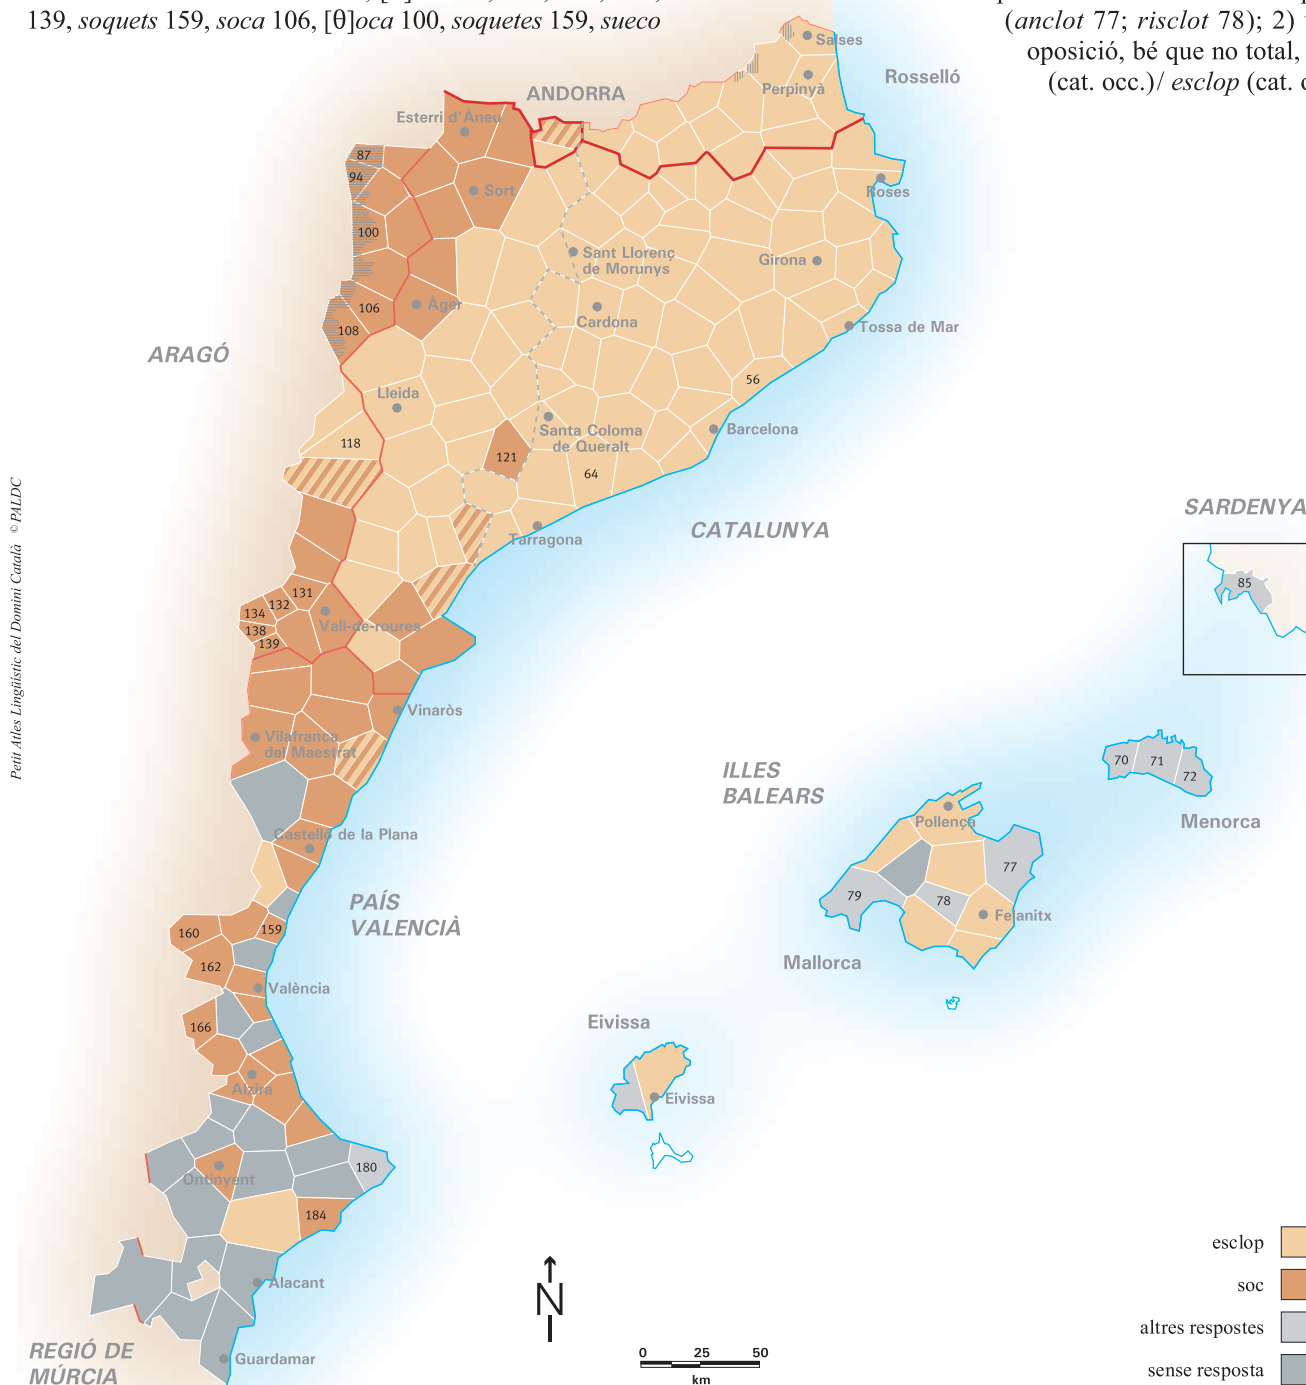 139, soquets 159, soca 106, [θ]oca 100, soquetes 159, sueco
(anclot 77; risclot 78); 2)
oposició, bé que no total,
(cat. occ.)/ esclop (cat.
Salses
Rosselló
Perpinyà
ANDORRA
Esterri d'Àneu
87
94
Sort
Roses
100
Sant Llorenç
de Morunys
Girona
Àger
106
Cardona
108
Tossa de Mar
ARAGÓ
56
Lleida
Santa Coloma
de Queralt
Barcelona
118
121
64
Petit Atles Lingüístic del Domini Català © PALDC
CATALUNYA
SARDENYA
Tarragona
85
131
132
134
Vall-de-roures
138
139
Vinaròs
Vilafranca
del Maestrat
70
71
72
ILLES
BALEARS
Menorca
Pollença
Castelló de la Plana
77
79
78
Felanitx
PAÍS
VALENCIÀ
160
159
162
Mallorca
València
166
Eivissa
Alzira
Eivissa
180
Ontinyent
184
esclop
soc
altres respostes
sense resposta
Alacant
N
REGIÓ DE
MÚRCIA
Guardamar
0 25 50
km